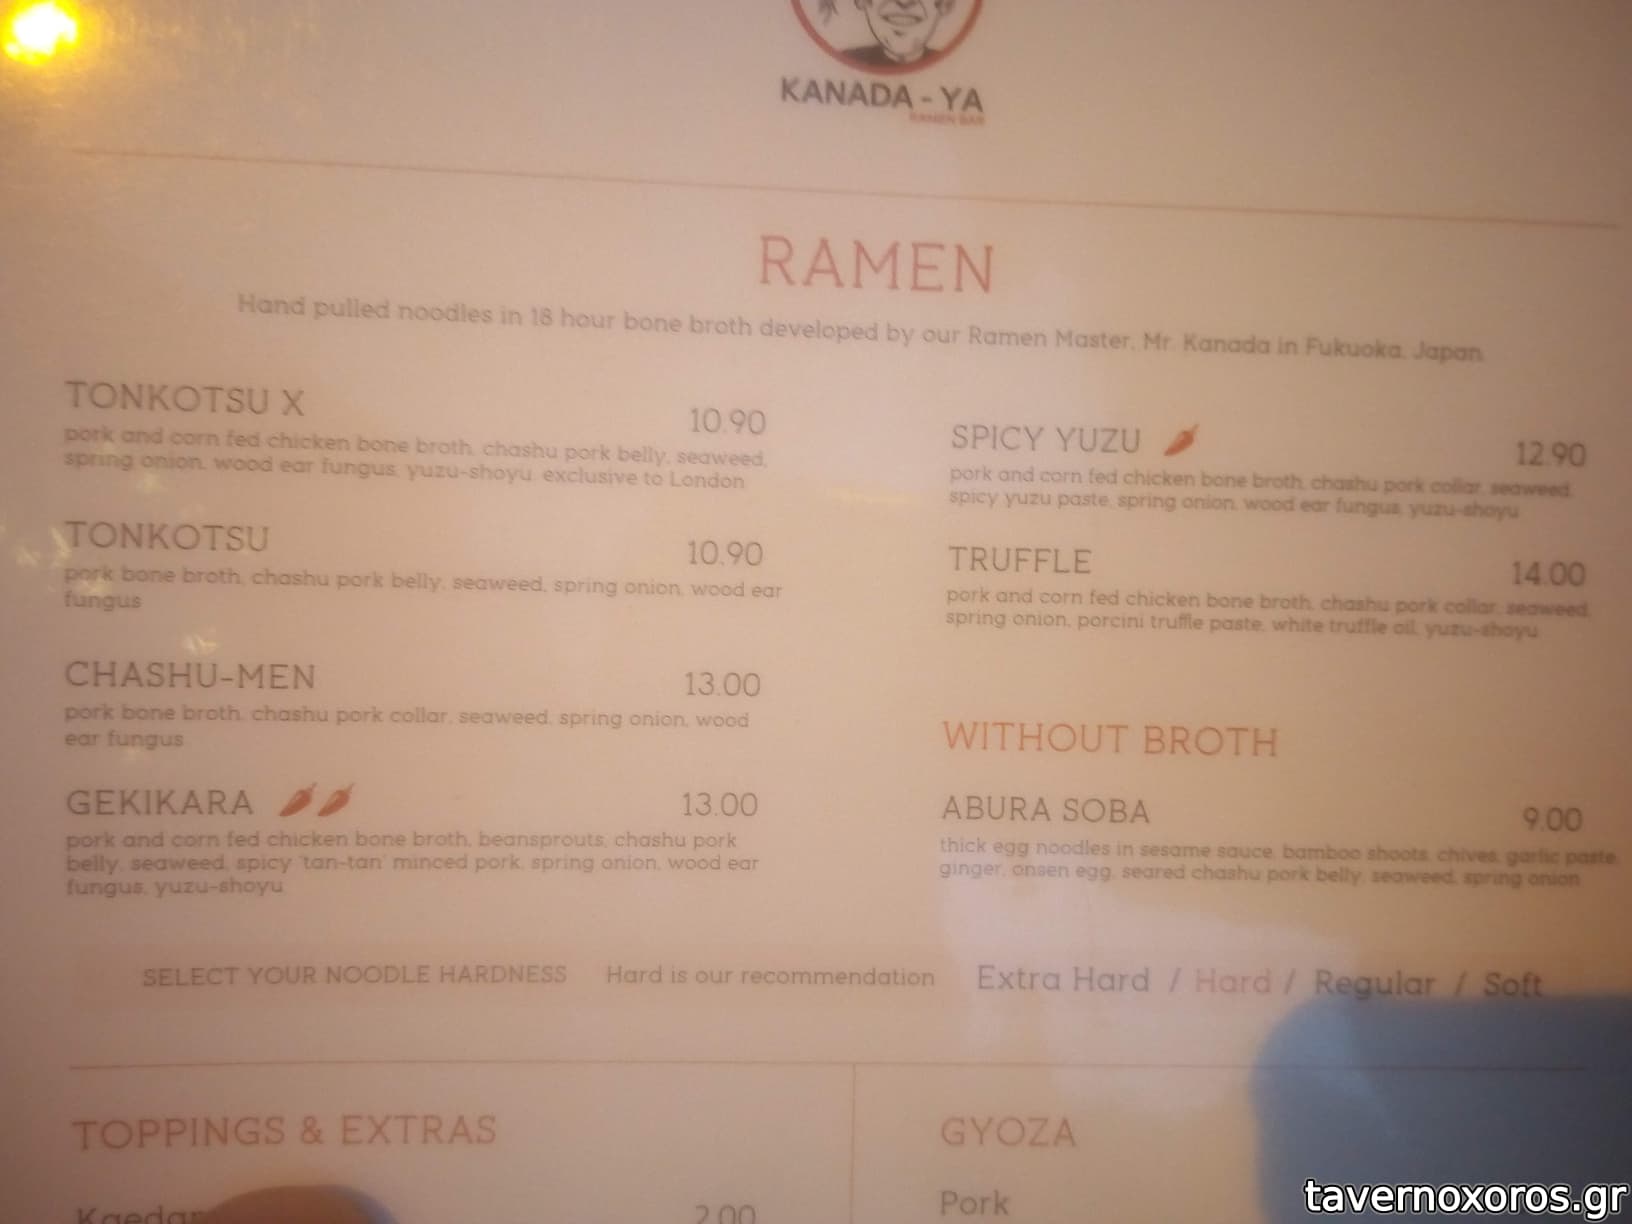 KANADA - YA
RAMEN BAR
RAMEN
Hand pulled noodles in 18 hour bone broth developed by our Ramen Master, Mr. Kanada in Fukuoka, Japan
TONKOTSU X
10.90
pork and corn fed chicken bone broth, chashu pork belly, seaweed,
spring onion, wood ear fungus, yuzu-shoyu, exclusive to London
TONKOTSU
10.90
pork bone broth, chashu pork belly, seaweed, spring onion, wood ear
fungus
CHASHU-MEN
13.00
pork bone broth, chashu pork collar, seaweed, spring onion, wood
ear fungus
GEKIKARA
13.00
pork and corn fed chicken bone broth, beansprouts, chashu pork
belly, seaweed, spicy 'tan-tan' minced pork, spring onion, wood ear
fungus, yuzu-shoyu
SPICY YUZU
12.90
pork and corn fed chicken bone broth, chashu pork collar, seaweed,
spicy yuzu paste, spring onion, wood ear fungus, yuzu-shoyu
TRUFFLE
14.00
pork and corn fed chicken bone broth, chashu pork collar, seaweed,
spring onion, porcini truffle paste, white truffle oil, yuzu-shoyu
WITHOUT BROTH
ABURA SOBA
9.00
thick egg noodles in sesame sauce, bamboo shoots, chives, garlic paste,
ginger, onsen egg, seared chashu pork belly, seaweed, spring onion
SELECT YOUR NOODLE HARDNESS Hard is our recommendation Extra Hard / Hard / Regular / Soft
TOPPINGS & EXTRAS
2.00
GYOZA
Pork
tavernoxoros.gr